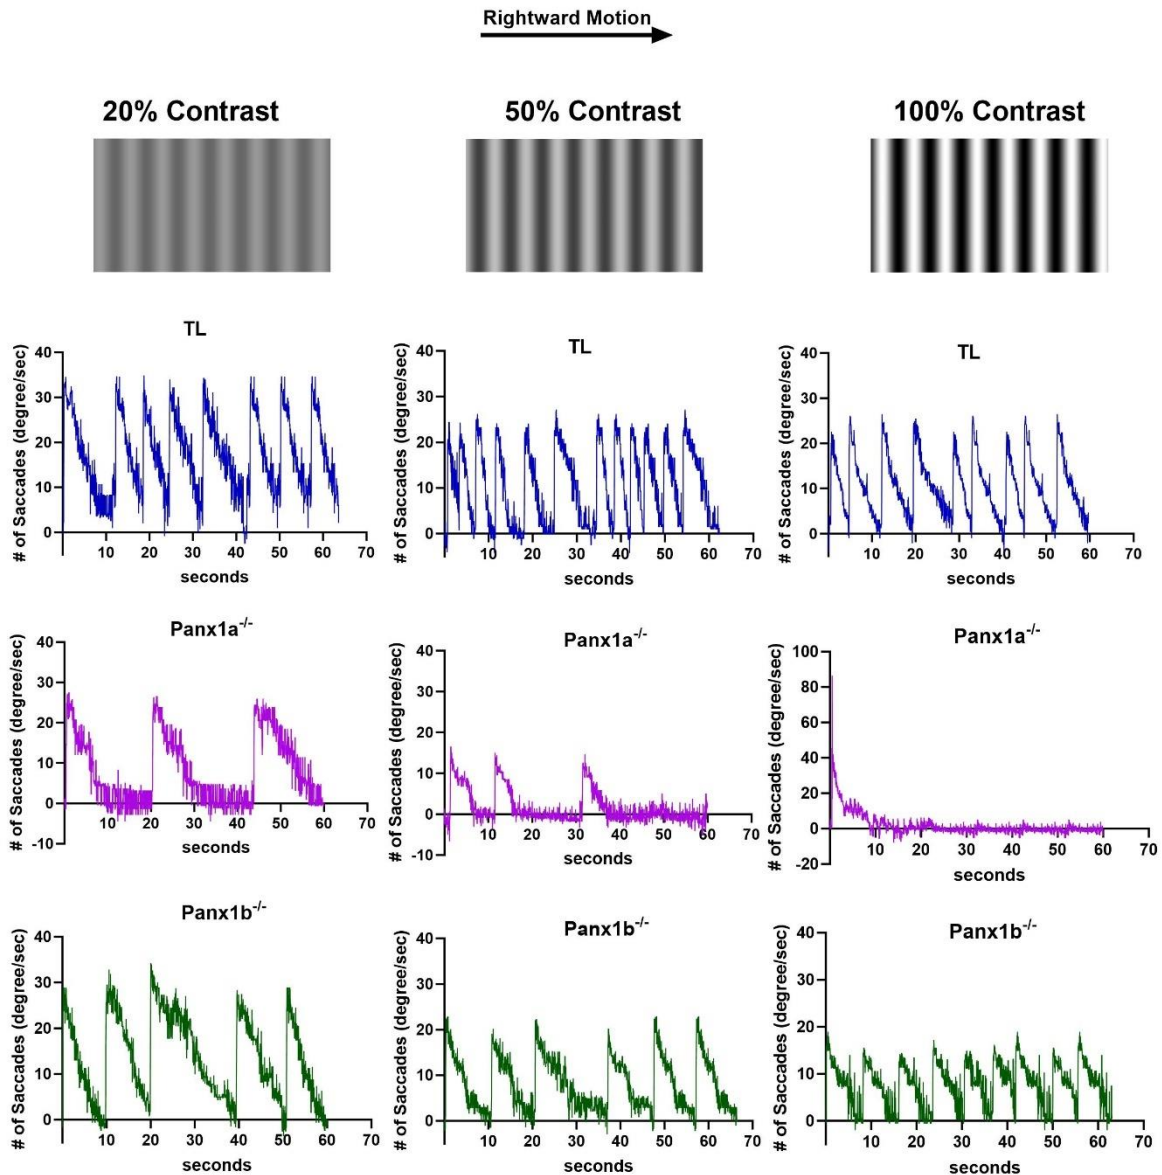 Rightward Motion
20% Contrast
50% Contrast
100% Contrast
TL
# of Saccades (degree/sec)
40
30
20
10
0
10 20 30 40 50 60 70
seconds
TL
# of Saccades (degree/sec)
40
30
20
10
0
10 20 30 40 50 60 70
seconds
TL
# of Saccades (degree/sec)
40
30
20
10
0
10 20 30 40 50 60 70
seconds
Panx1a-/-
# of Saccades (degree/sec)
40
30
20
10
0
-10
10 20 30 40 50 60 70
seconds
Panx1a-/-
# of Saccades (degree/sec)
40
30
20
10
0
-10
10 20 30 40 50 60 70
seconds
Panx1a-/-
# of Saccades (degree/sec)
100
80
60
40
20
0
-20
10 20 30 40 50 60 70
seconds
Panx1b-/-
# of Saccades (degree/sec)
40
30
20
10
0
10 20 30 40 50 60 70
seconds
Panx1b-/-
# of Saccades (degree/sec)
40
30
20
10
0
10 20 30 40 50 60 70
seconds
Panx1b-/-
# of Saccades (degree/sec)
40
30
20
10
0
10 20 30 40 50 60 70
seconds